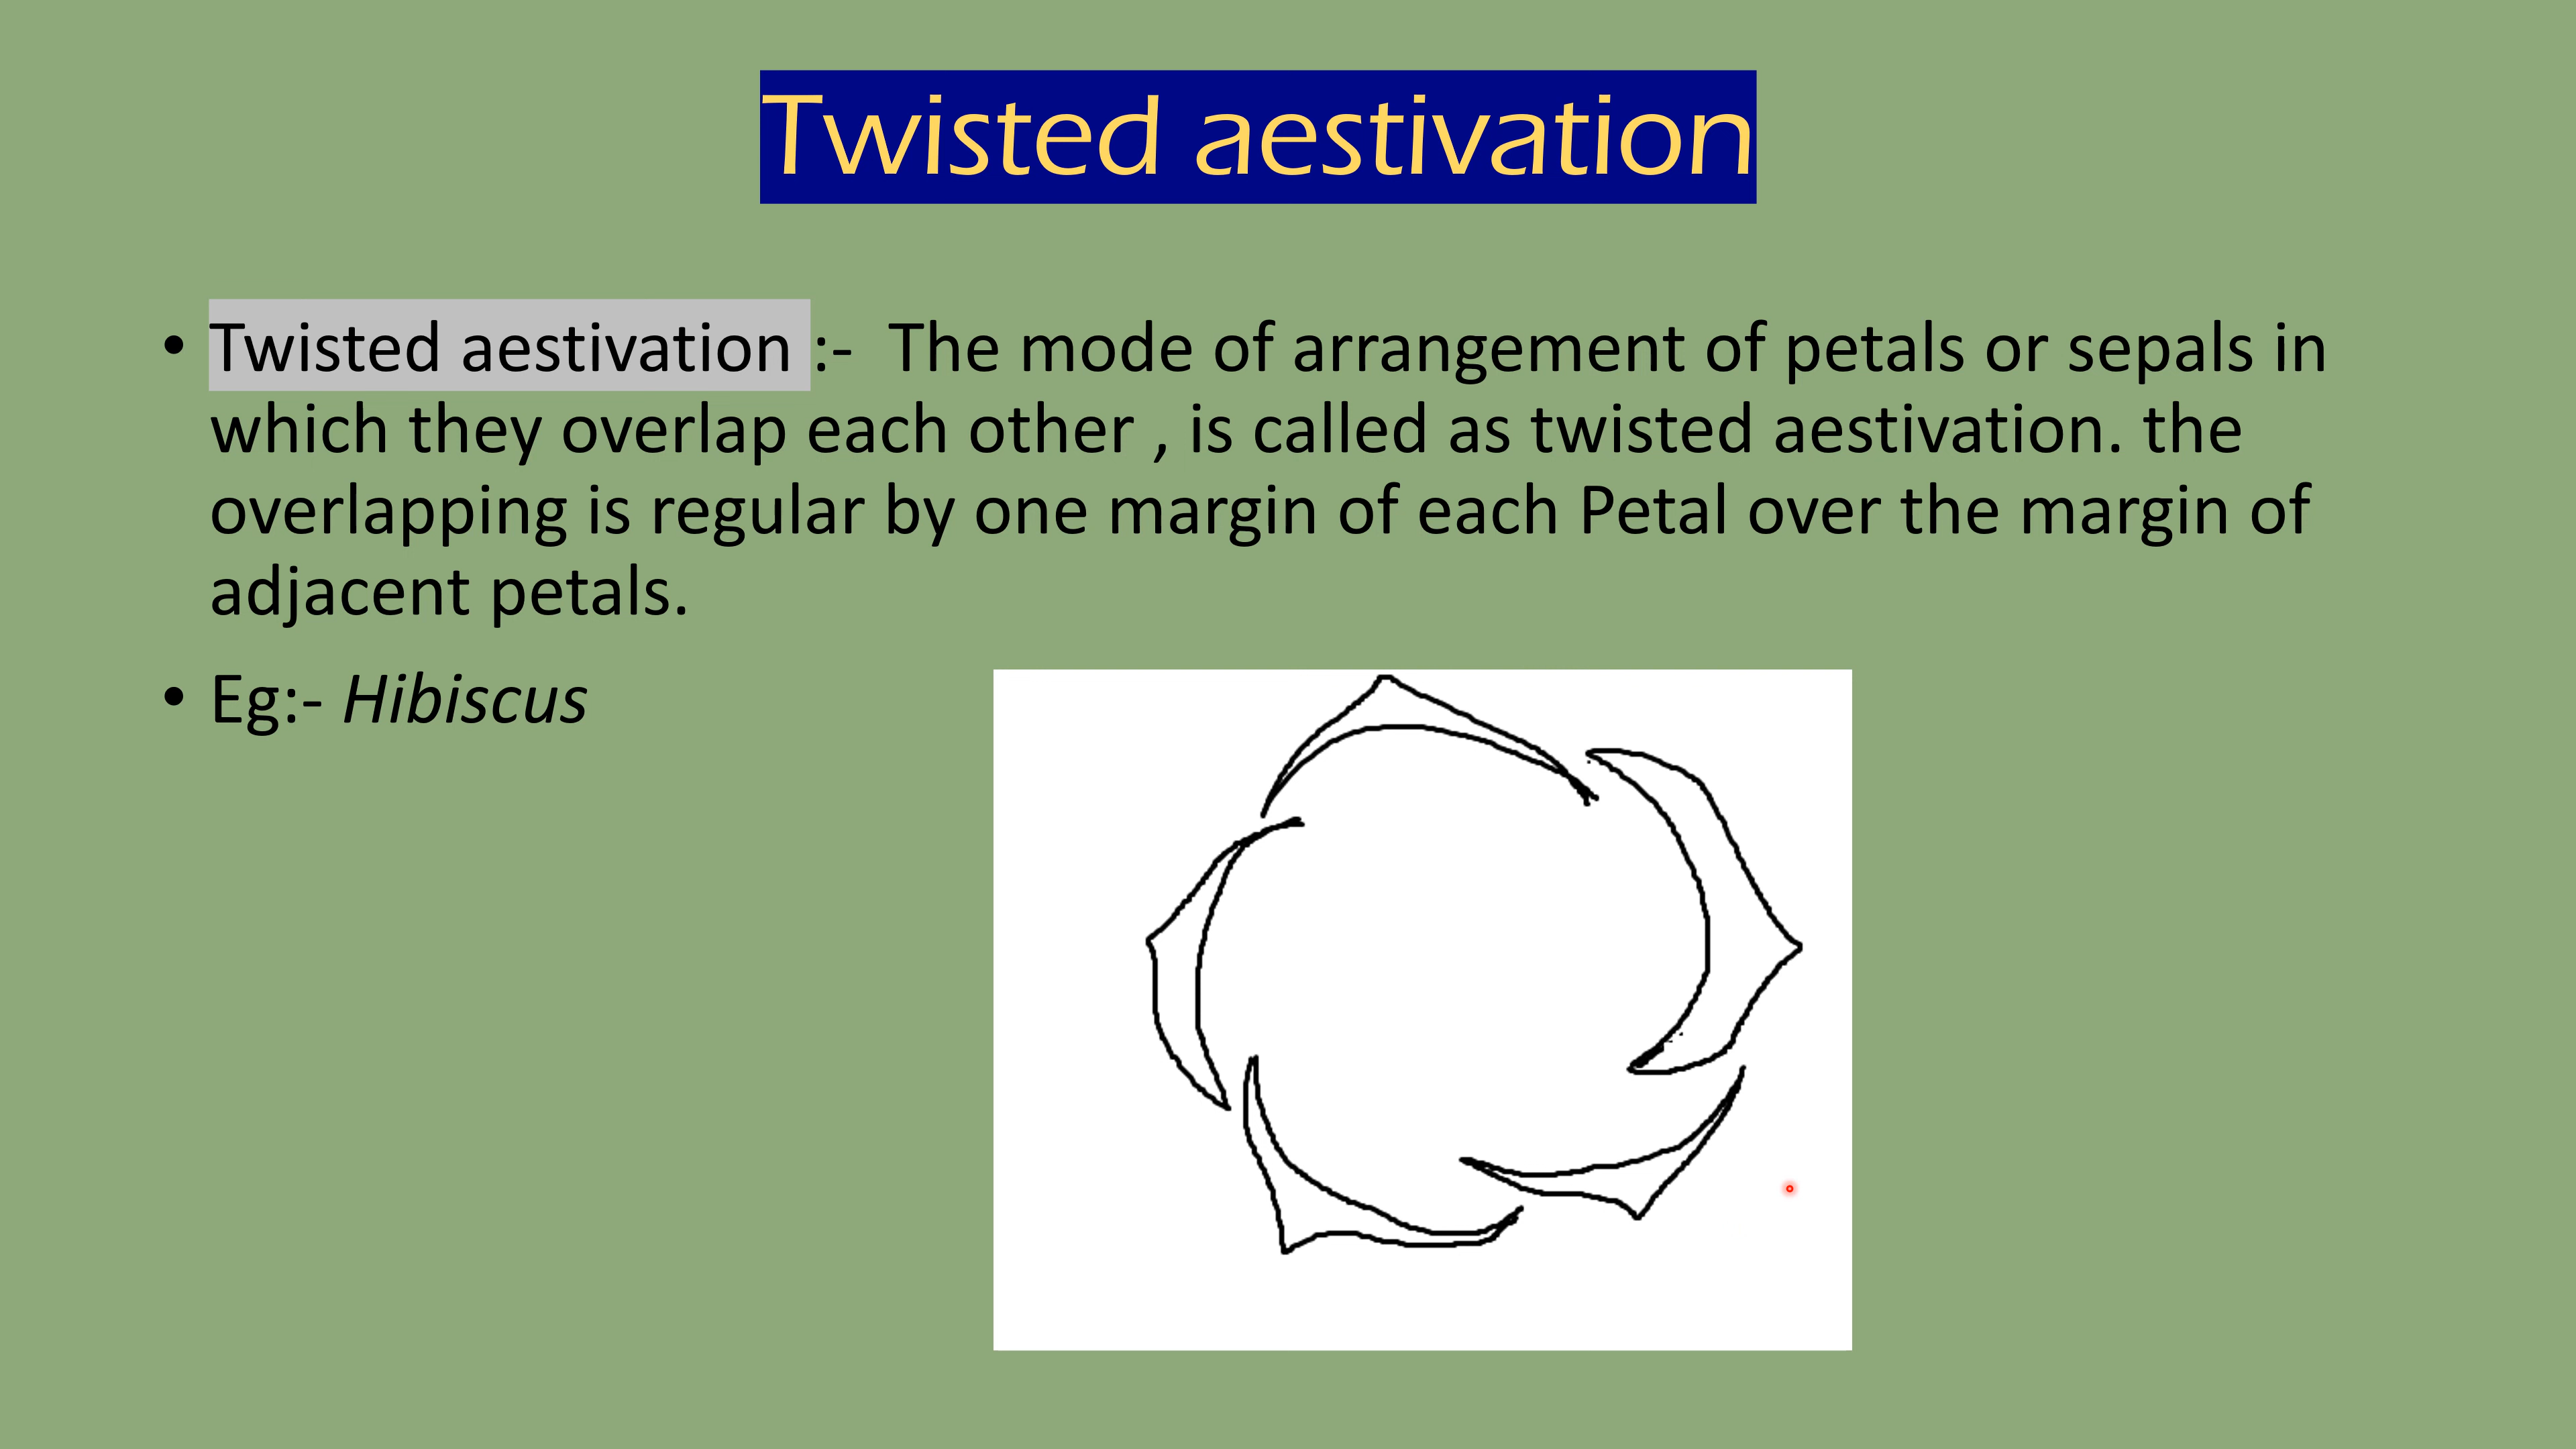 Twisted aestivation
• Twisted aestivation :-  The mode of arrangement of petals or sepals in
which they overlap each other , is called as twisted aestivation. the
overlapping is regular by one margin of each Petal over the margin of
adjacent petals.
• Eg:- Hibiscus